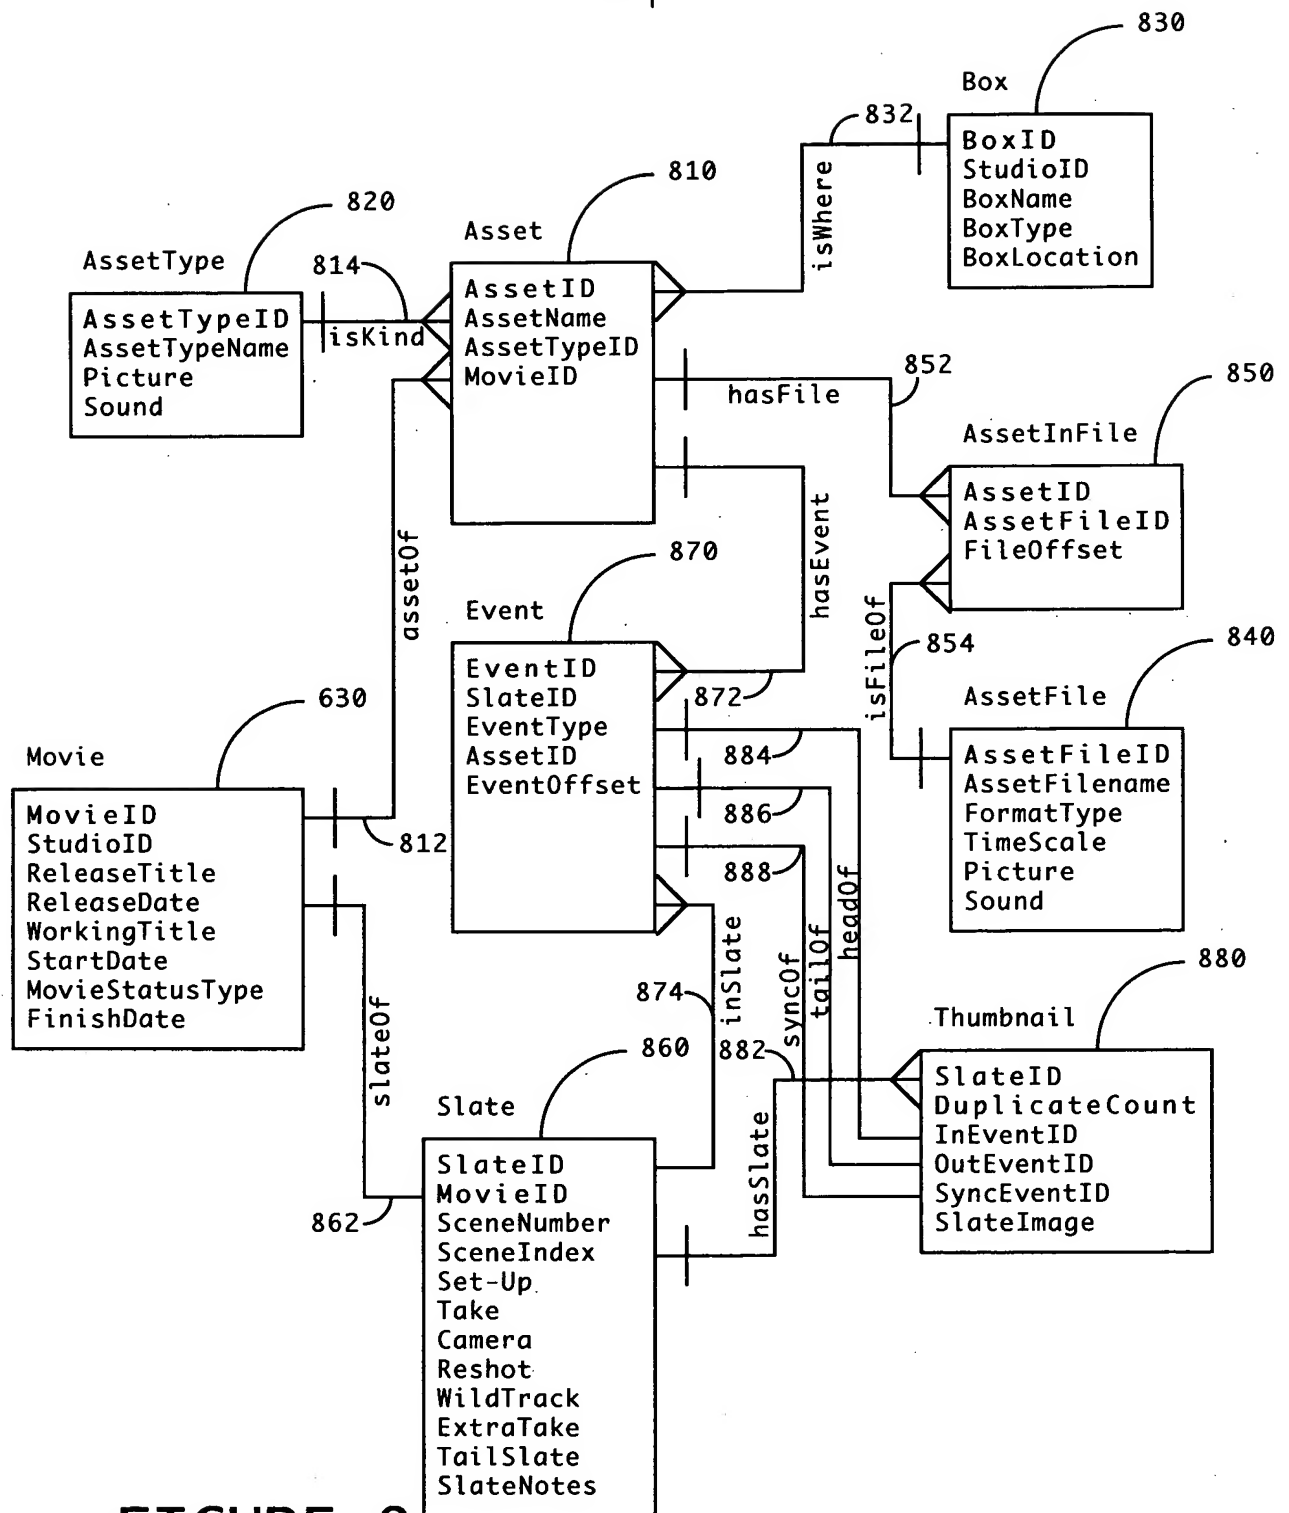 830
Box
832
BoxID
StudioID
BoxName
BoxType
BoxLocation
isWhere
810
820
Asset
AssetType
814
AssetID
AssetName
AssetTypeID
MovieID
AssetTypeID
AssetTypeName
Picture
Sound
isKind
hasFile
852
850
AssetInFile
AssetID
AssetFileID
FileOffset
hasEvent
assetOf
870
Event
EventID
SlateID
EventType
AssetID
EventOffset
872
884
886
888
isFileOf
854
840
AssetFile
AssetFileID
AssetFilename
FormatType
TimeScale
Picture
Sound
630
Movie
MovieID
StudioID
ReleaseTitle
ReleaseDate
WorkingTitle
StartDate
MovieStatusType
FinishDate
812
headOf
tailOf
syncOf
inSlate
874
880
Thumbnail
SlateID
DuplicateCount
InEventID
OutEventID
SyncEventID
SlateImage
882
hasSlate
slateOf
862
860
Slate
SlateID
MovieID
SceneNumber
SceneIndex
Set-Up
Take
Camera
Reshot
WildTrack
ExtraTake
TailSlate
SlateNotes
FIGURE